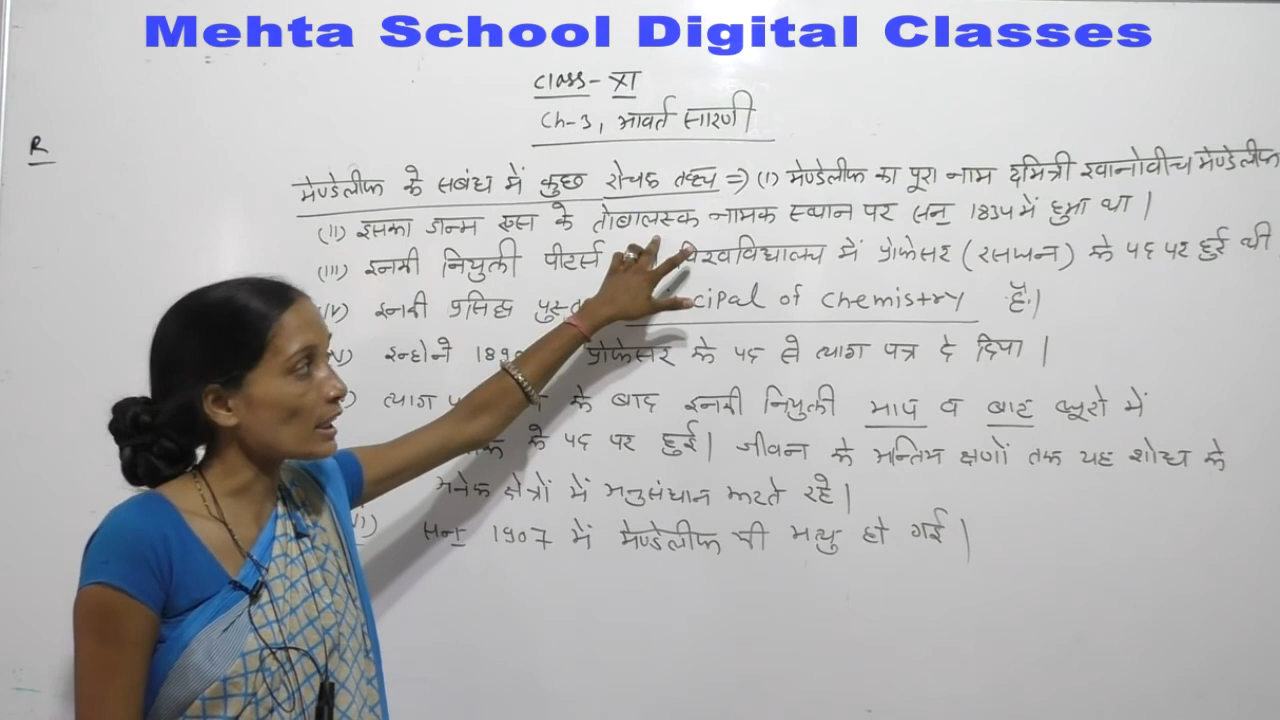 Mehta School Digital Classes
Class - XI
Ch-3, आवर्त सारणी
R
मेण्डेलीफ के सबंध में कुछ रोचक तथ्य ⇒ (I) मेण्डेलीफ का पूरा नाम दमित्री इवानोवीच मेण्डेलीफ
(II) इसका जन्म रूस के तोबालस्क नामक स्थान पर सन् 1834 में हुआ था |
(III) इनकी नियुली पीटर्स विश्वविद्यालय में प्रोफेसर (रसायन) के पद पर हुई थी
(IV) इनकी प्रसिद्ध cipal of Chemistry हैं |
इन्होने प्रोफेसर के पद से त्याग पत्र दे दिया |
त्याग के बाद इनकी नियुली माप व बाट ब्यूरो में
के पद पर हुई | जीवन के अन्तिम क्षणों तक यह शोध के
अनेक क्षेत्रों में अनुसंधान करते रहे |
सन् 1907 में मेण्डेलीफ की मत्यु हो गई |